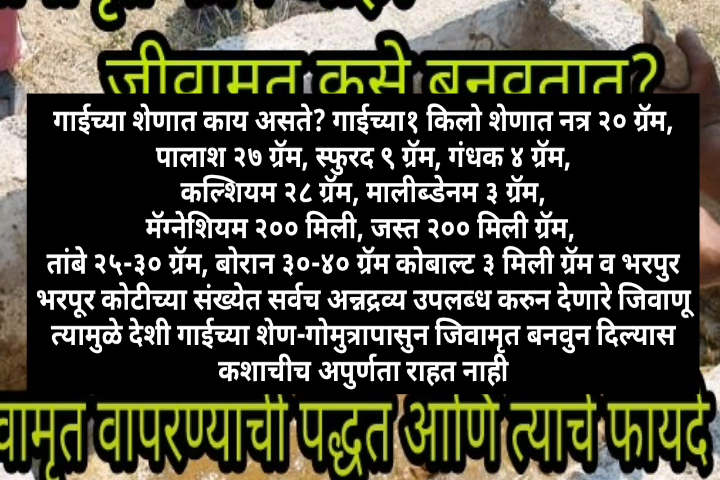 जीवामृत कसे बनवतात?
गाईच्या शेणात काय असते? गाईच्या१ किलो शेणात नत्र २० ग्रॅम,
पालाश २७ ग्रॅम, स्फुरद ९ ग्रॅम, गंधक ४ ग्रॅम,
कल्शियम २८ ग्रॅम, मालीब्डेनम ३ ग्रॅम,
मॅग्नेशियम २०० मिली, जस्त २०० मिली ग्रॅम,
तांबे २५-३० ग्रॅम, बोरान ३०-४० ग्रॅम कोबाल्ट ३ मिली ग्रॅम व भरपुर
भरपूर कोटीच्या संख्येत सर्वच अन्नद्रव्य उपलब्ध करुन देणारे जिवाणू
त्यामुळे देशी गाईच्या शेण-गोमुत्रापासुन जिवामृत बनवुन दिल्यास
कशाचीच अपुर्णता राहत नाही
वामृत वापरण्याची पद्धत आणि त्याचे फायदे